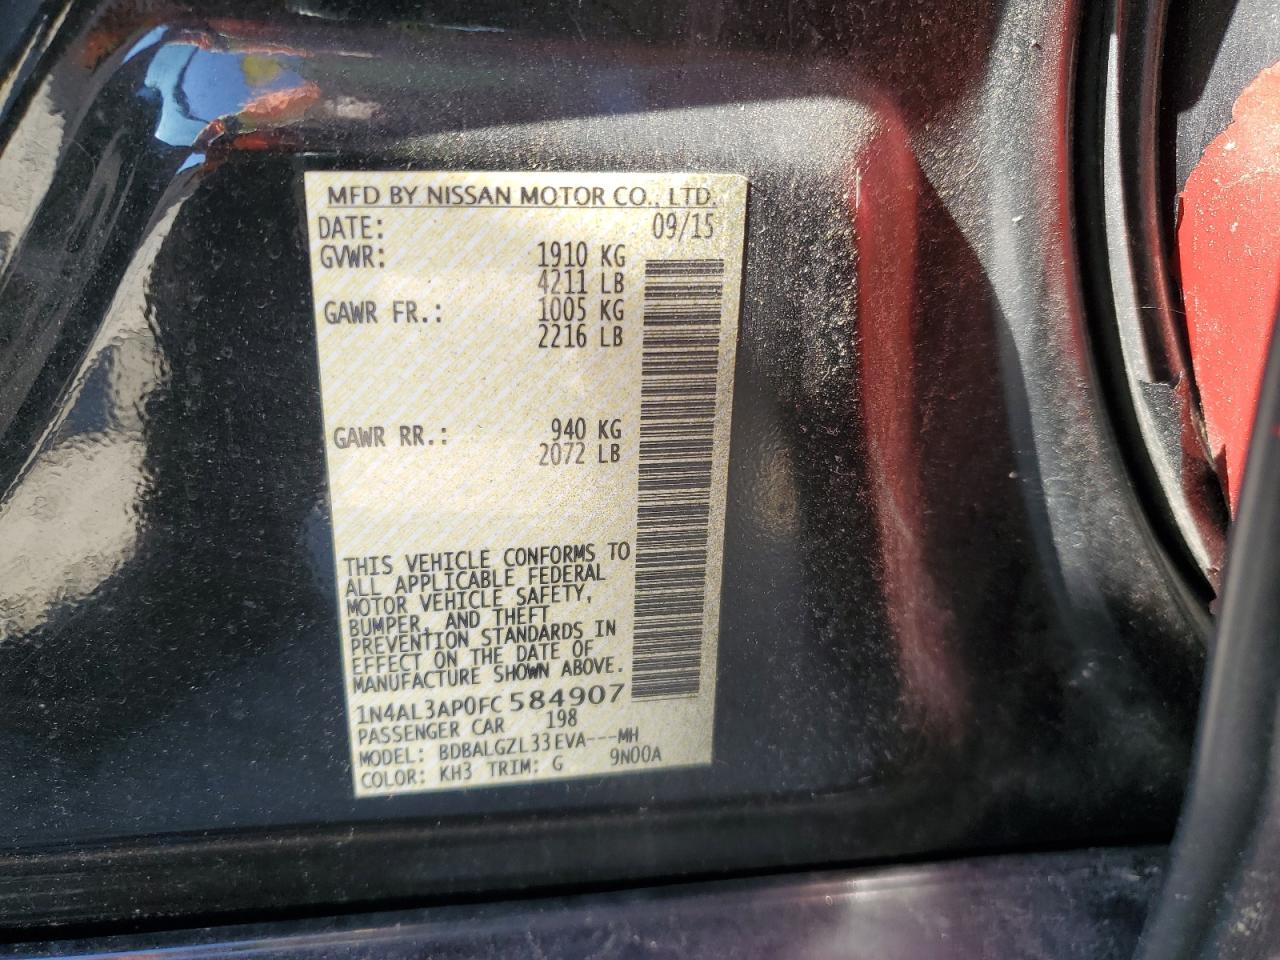 MFD BY NISSAN MOTOR CO., LTD.
DATE: 09/15
GVWR: 1910 KG
4211 LB
GAWR FR.: 1005 KG
2216 LB
GAWR RR.: 940 KG
2072 LB
THIS VEHICLE CONFORMS TO
ALL APPLICABLE FEDERAL
MOTOR VEHICLE SAFETY,
BUMPER, AND THEFT
PREVENTION STANDARDS IN
EFFECT ON THE DATE OF
MANUFACTURE SHOWN ABOVE.
1N4AL3AP0FC584907
PASSENGER CAR 198
MODEL: BDBALGZL33EVA---MH
COLOR: KH3 TRIM: G 9N00A